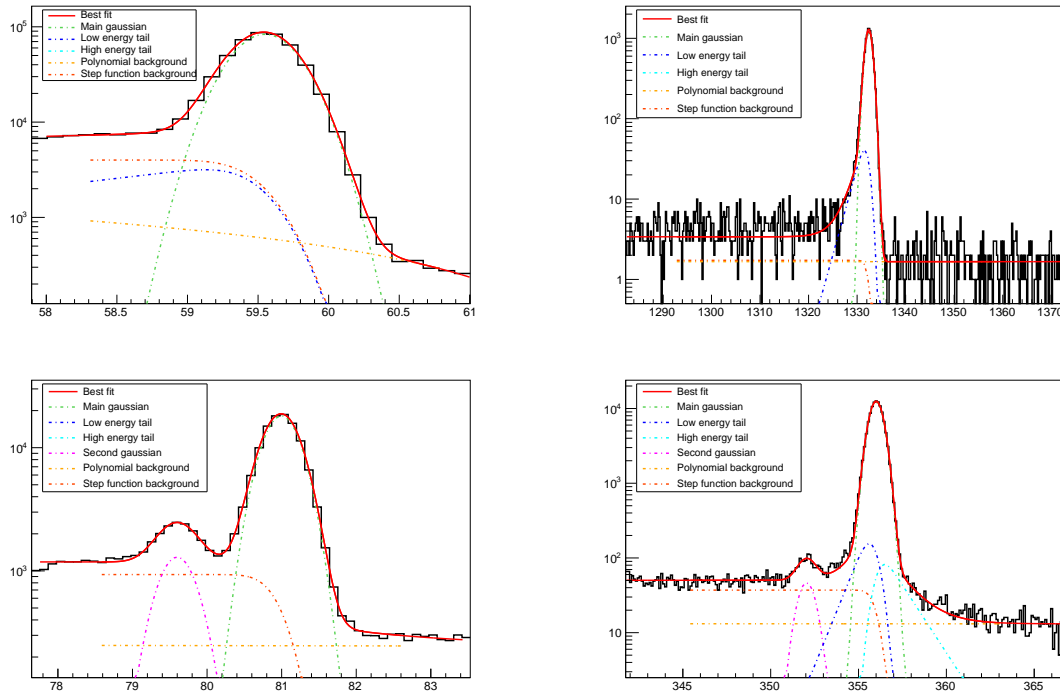 10^5
10^4
10^3
58 58.5 59 59.5 60 60.5 61
Best fit
Main gaussian
Low energy tail
High energy tail
Polynomial background
Step function background
10^3
10^2
10
1
1290 1300 1310 1320 1330 1340 1350 1360 1370
Best fit
Main gaussian
Low energy tail
High energy tail
Polynomial background
Step function background
10^4
10^3
78 79 80 81 82 83
Best fit
Main gaussian
Low energy tail
High energy tail
Second gaussian
Polynomial background
Step function background
10^4
10^3
10^2
10
345 350 355 360 365
Best fit
Main gaussian
Low energy tail
High energy tail
Second gaussian
Polynomial background
Step function background